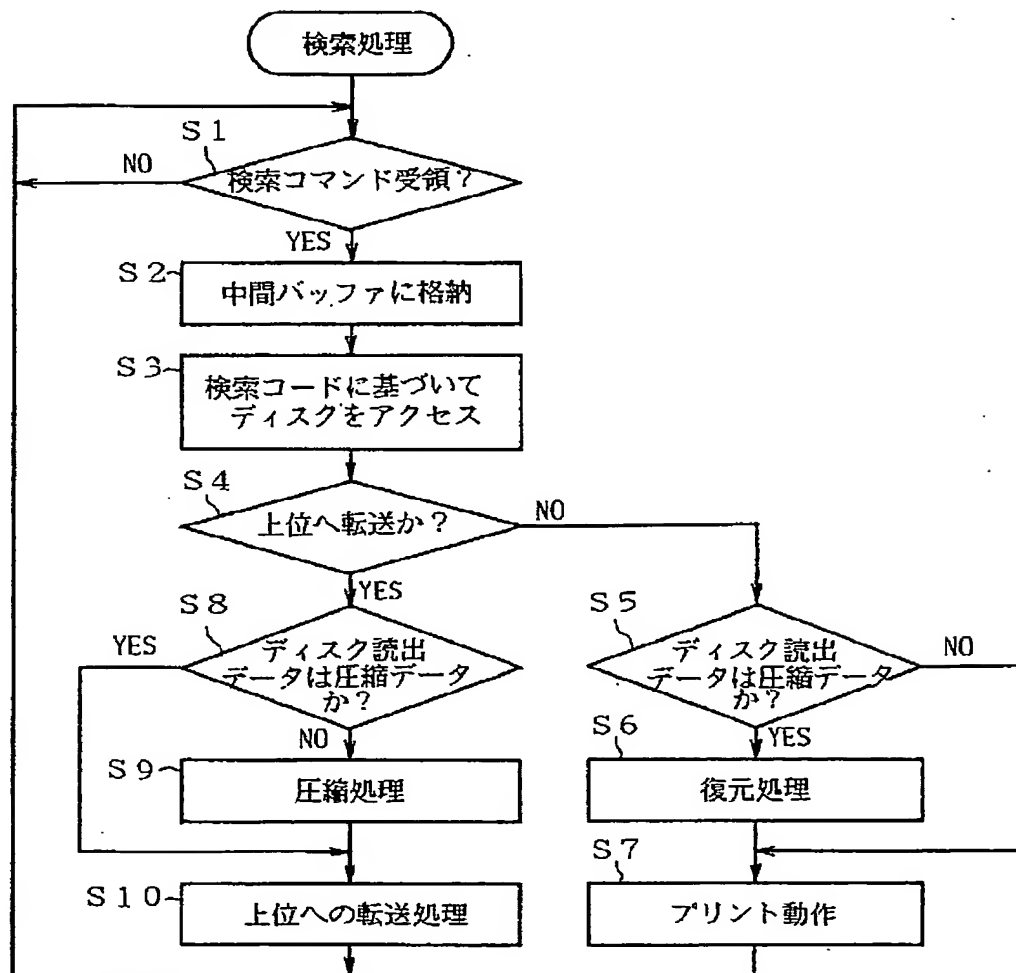 検索処理
S1
NO
検索コマンド受領?
YES
S2
中間バッファに格納
S3
検索コードに基づいて
ディスクをアクセス
S4
上位へ転送か?
NO
YES
S8
YES
ディスク読出
データは圧縮データ
か?
NO
S5
ディスク読出
データは圧縮データ
か?
NO
YES
S9
圧縮処理
S6
復元処理
S10
上位への転送処理
S7
プリント動作